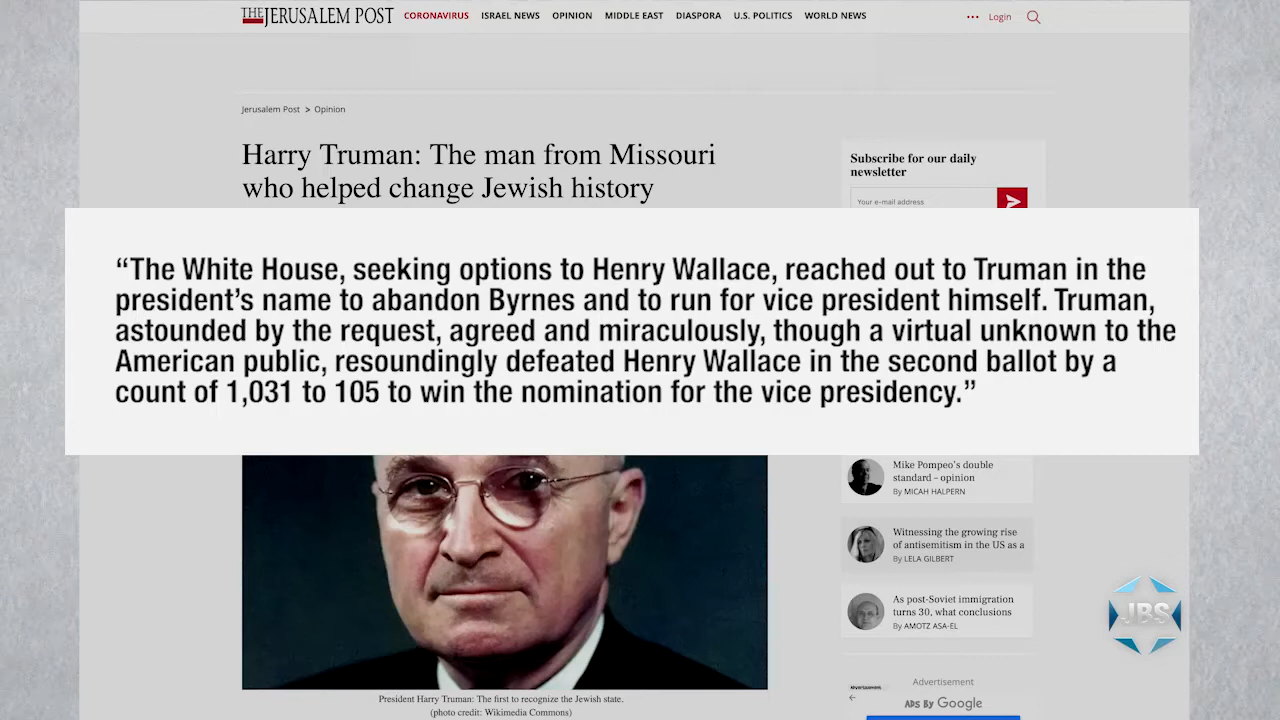 THE JERUSALEM POST CORONAVIRUS ISRAEL NEWS OPINION MIDDLE EAST DIASPORA U.S. POLITICS WORLD NEWS ••• Login
Jerusalem Post > Opinion
Harry Truman: The man from Missouri
who helped change Jewish history
Subscribe for our daily
newsletter
Your e-mail address
“The White House, seeking options to Henry Wallace, reached out to Truman in the
president’s name to abandon Byrnes and to run for vice president himself. Truman,
astounded by the request, agreed and miraculously, though a virtual unknown to the
American public, resoundingly defeated Henry Wallace in the second ballot by a
count of 1,031 to 105 to win the nomination for the vice presidency.”
President Harry Truman: The first to recognize the Jewish state.
(photo credit: Wikimedia Commons)
Mike Pompeo's double
standard – opinion
By MICAH HALPERN
Witnessing the growing rise
of antisemitism in the US as a
By LELA GILBERT
As post-Soviet immigration
turns 30, what conclusions
By AMOTZ ASA-EL
JBS
Advertisement
Advertisement
Ads By Google